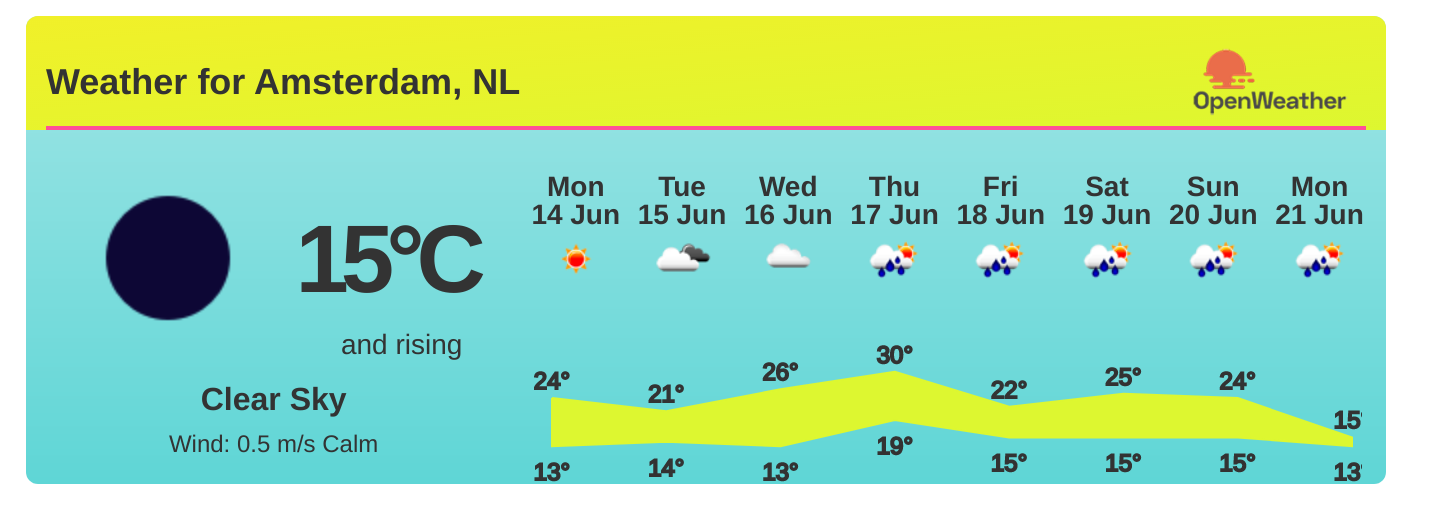 Weather for Amsterdam, NL
OpenWeather
15°C
and rising
Clear Sky
Wind: 0.5 m/s Calm
Mon Tue Wed Thu Fri Sat Sun Mon
14 Jun 15 Jun 16 Jun 17 Jun 18 Jun 19 Jun 20 Jun 21 Jun
24° 21° 26° 30° 22° 25° 24° 15°
13° 14° 13° 19° 15° 15° 15° 13°